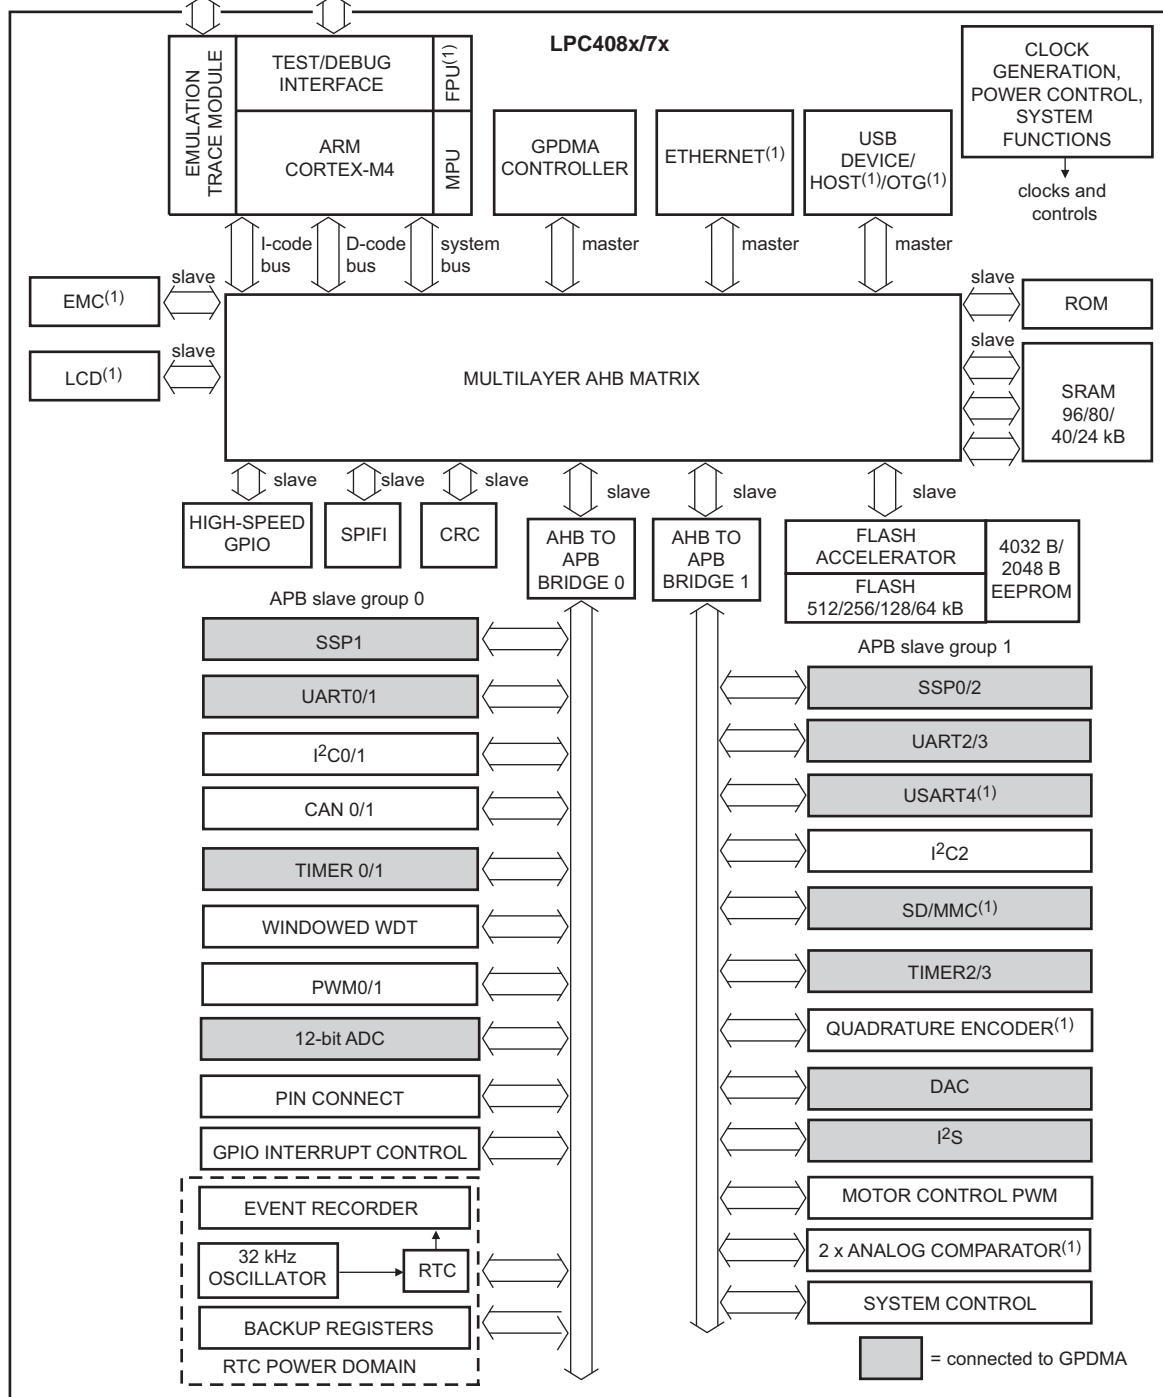 LPC408x/7x
EMULATION
TRACE MODULE
TEST/DEBUG
INTERFACE
FPU(1)
ARM
CORTEX-M4
MPU
GPDMA
CONTROLLER
ETHERNET(1)
USB
DEVICE/
HOST(1)/OTG(1)
CLOCK
GENERATION,
POWER CONTROL,
SYSTEM
FUNCTIONS
clocks and
controls
I-code
bus
D-code
bus
system
bus
master
master
master
slave
EMC(1)
slave
LCD(1)
MULTILAYER AHB MATRIX
slave
ROM
slave
SRAM
96/80/
40/24 kB
slave
slave
slave
slave
slave
slave
HIGH-SPEED
GPIO
SPIFI
CRC
AHB TO
APB
BRIDGE 0
AHB TO
APB
BRIDGE 1
FLASH
ACCELERATOR
FLASH
512/256/128/64 kB
4032 B/
2048 B
EEPROM
APB slave group 0
SSP1
UART0/1
I2C0/1
CAN 0/1
TIMER 0/1
WINDOWED WDT
PWM0/1
12-bit ADC
PIN CONNECT
GPIO INTERRUPT CONTROL
EVENT RECORDER
32 kHz
OSCILLATOR
RTC
BACKUP REGISTERS
RTC POWER DOMAIN
APB slave group 1
SSP0/2
UART2/3
USART4(1)
I2C2
SD/MMC(1)
TIMER2/3
QUADRATURE ENCODER(1)
DAC
I2S
MOTOR CONTROL PWM
2 x ANALOG COMPARATOR(1)
SYSTEM CONTROL
= connected to GPDMA